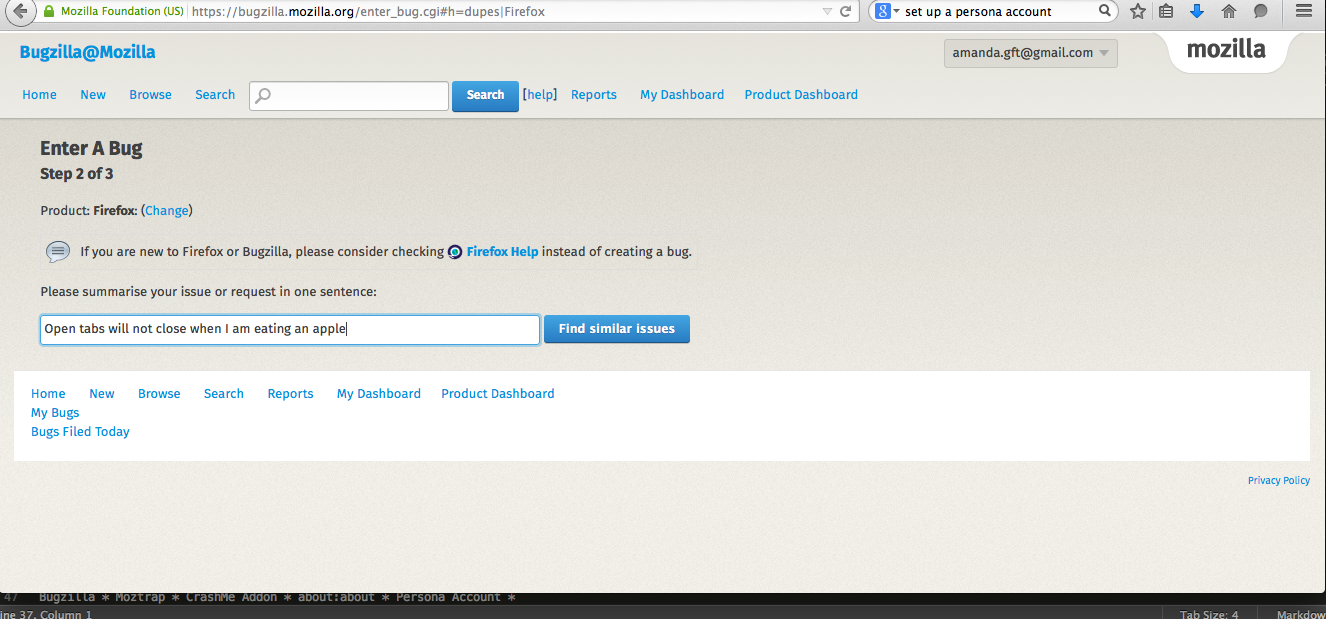 Mozilla Foundation (US) https://bugzilla.mozilla.org/enter_bug.cgi#h=dupes|Firefox 8 set up a persona account
Bugzilla@Mozilla amanda.gft@gmail.com mozilla
Home New Browse Search Search [help] Reports My Dashboard Product Dashboard
Enter A Bug
Step 2 of 3
Product: Firefox: (Change)
If you are new to Firefox or Bugzilla, please consider checking Firefox Help instead of creating a bug.
Please summarise your issue or request in one sentence:
Open tabs will not close when I am eating an apple Find similar issues
Home New Browse Search Reports My Dashboard Product Dashboard
My Bugs
Bugs Filed Today
Privacy Policy
47 Bugzilla * Moztrap * CrashMe Addon * about:about * Persona Account *
ine 37, Column 1 Tab Size: 4 Markdow